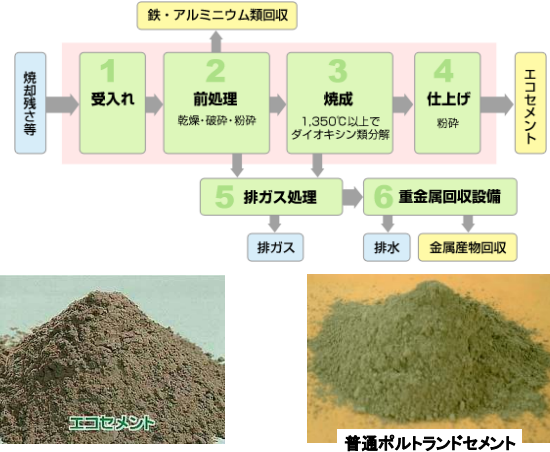 鉄・アルミニウム類回収
焼却残さ等
1
受入れ
2
前処理
乾燥・破砕・粉砕
3
焼成
1,350℃以上で
ダイオキシン類分解
4
仕上げ
粉砕
エコセメント
5 排ガス処理
6 重金属回収設備
排ガス
排水
金属産物回収
エコセメント
普通ポルトランドセメント